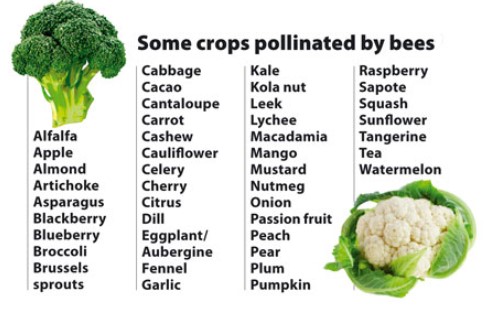 Some crops pollinated by bees
Alfalfa
Apple
Almond
Artichoke
Asparagus
Blackberry
Blueberry
Broccoli
Brussels
sprouts
Cabbage
Cacao
Cantaloupe
Carrot
Cashew
Cauliflower
Celery
Cherry
Citrus
Dill
Eggplant/
Aubergine
Fennel
Garlic
Kale
Kola nut
Leek
Lychee
Macadamia
Mango
Mustard
Nutmeg
Onion
Passion fruit
Peach
Pear
Plum
Pumpkin
Raspberry
Sapote
Squash
Sunflower
Tangerine
Tea
Watermelon